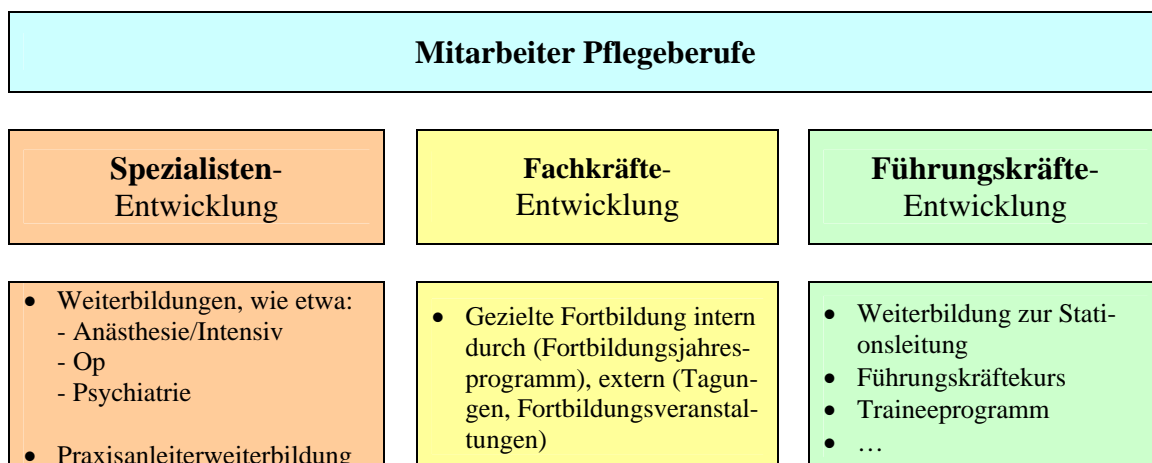 Mitarbeiter Pflegeberufe
Spezialisten-
Entwicklung
Fachkräfte-
Entwicklung
Führungskräfte-
Entwicklung
• Weiterbildungen, wie etwa:
- Anästhesie/Intensiv
- Op
- Psychiatrie
• Praxisanleiterweiterbildung
• Gezielte Fortbildung intern
durch (Fortbildungsjahres-
programm), extern (Tagun-
gen, Fortbildungsveranstal-
tungen)
• Weiterbildung zur Stati-
onsleitung
• Führungskräftekurs
• Traineeprogramm
• …